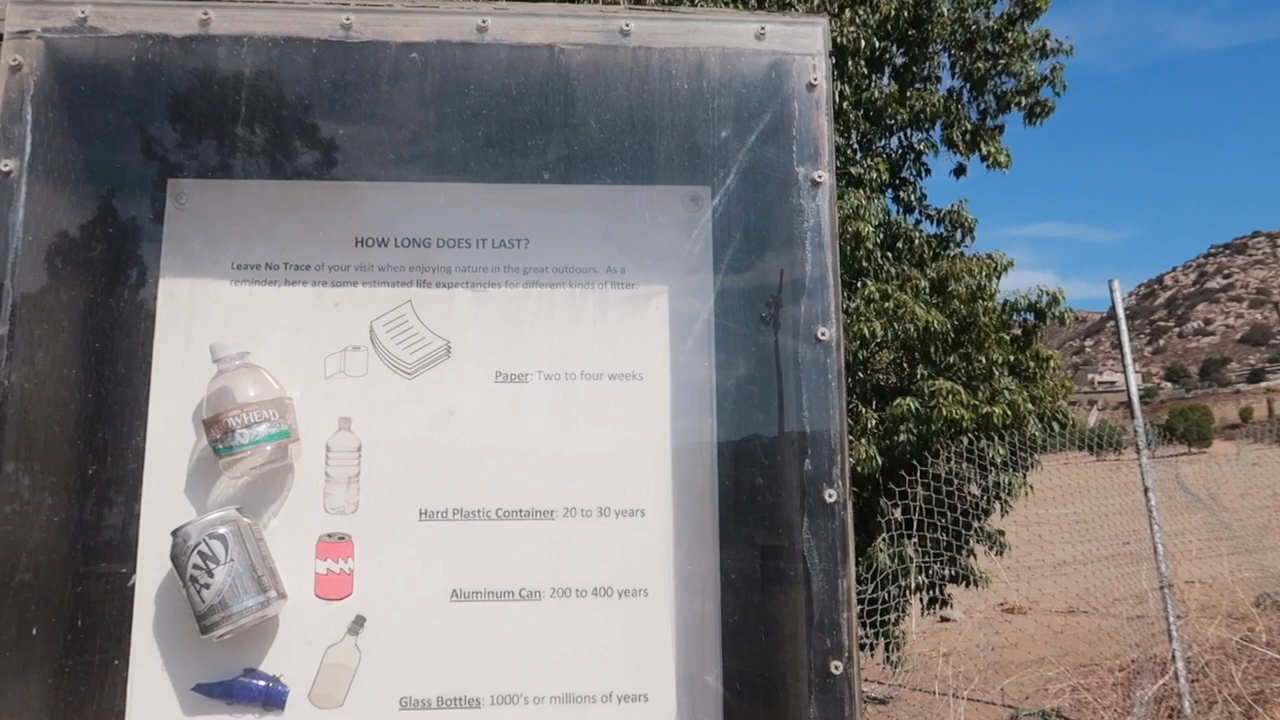 HOW LONG DOES IT LAST?
Leave No Trace of your visit when enjoying nature in the great outdoors. As a
reminder, here are some estimated life expectancies for different kinds of litter:
Paper: Two to four weeks
ARROWHEAD
Hard Plastic Container: 20 to 30 years
A&W
Aluminum Can: 200 to 400 years
Glass Bottles: 1000's or millions of years